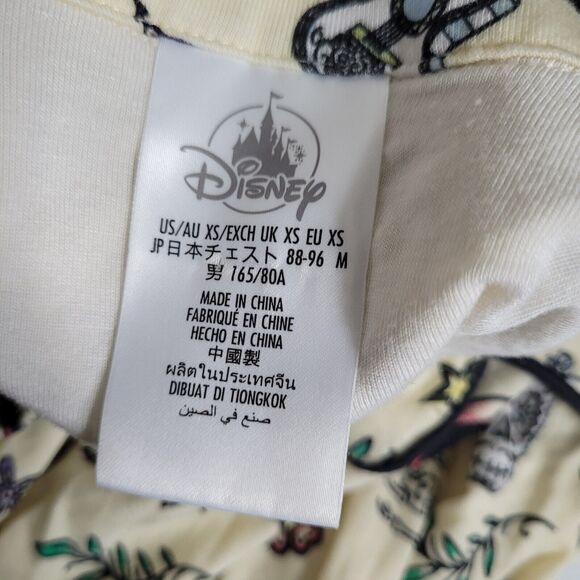 Disney
US/AU XS/EXCH UK XS EU XS
JP日本チェスト 88-96 M
男 165/80A
MADE IN CHINA
FABRIQUÉ EN CHINE
HECHO EN CHINA
中國製
ผลิตในประเทศจีน
DIBUAT DI TIONGKOK
صنع في الصين